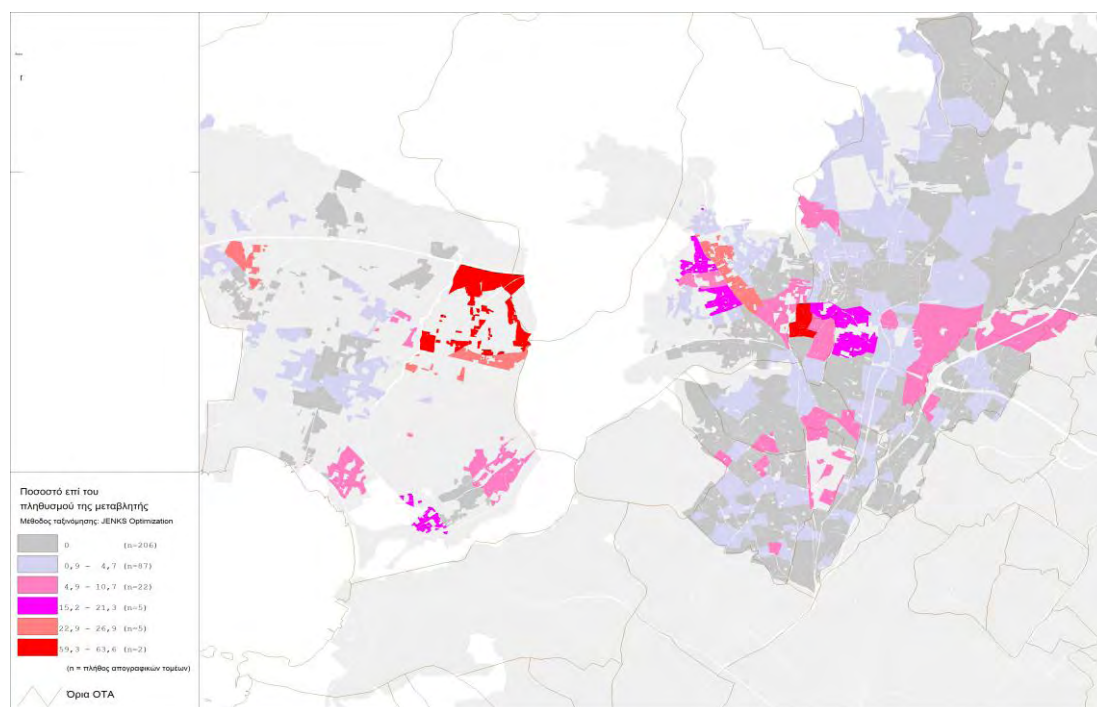 Ποσοστό επί του
πληθυσμό της μεταβλητής
Μέθοδος ταξινόμησης: JENKS Optimization
0 (n=206)
0,9 - 4,7 (n=87)
4,9 - 10,7 (n=22)
15,2 - 21,3 (n=5)
22,9 - 26,9 (n=5)
59,3 - 63,6 (n=2)
(n = πλήθος απογραφικών τομέων)
Όρια ΟΤΑ